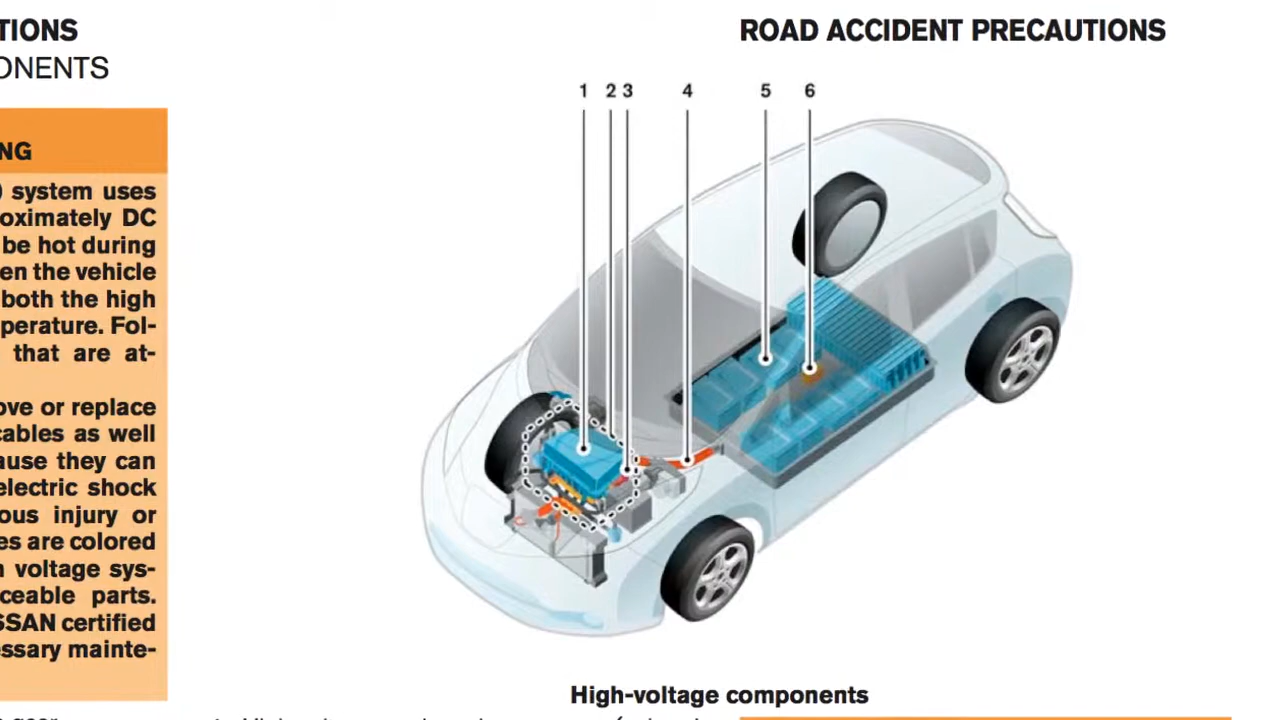 TIONS
ONENTS
NG
) system uses
oximately DC
be hot during
en the vehicle
both the high
perature. Fol-
that are at-
ove or replace
cables as well
ause they can
electric shock
ous injury or
es are colored
n voltage sys-
ceable parts.
SSAN certified
essary mainte-
ROAD ACCIDENT PRECAUTIONS
1 2 3 4 5 6
High-voltage components